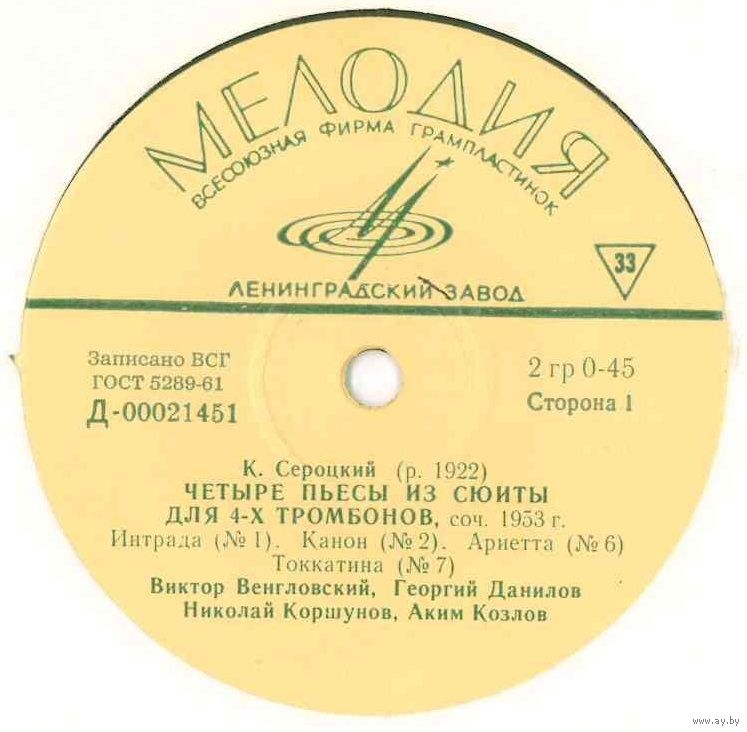 МЕЛОДИЯ
ВСЕСОЮЗНАЯ ФИРМА ГРАМПЛАСТИНОК
33
ЛЕНИНГРАДСКИЙ ЗАВОД
Записано ВСГ
ГОСТ 5289-61
Д-00021451
2 гр 0-45
Сторона 1
К. Сероцкий (р. 1922)
ЧЕТЫРЕ ПЬЕСЫ ИЗ СЮИТЫ
ДЛЯ 4-Х ТРОМБОНОВ, соч. 1953 г.
Интрада (№ 1). Канон (№ 2). Ариетта (№ 6)
Токкатина (№ 7)
Виктор Венгловский, Георгий Данилов
Николай Коршунов, Аким Козлов
www.ay.by